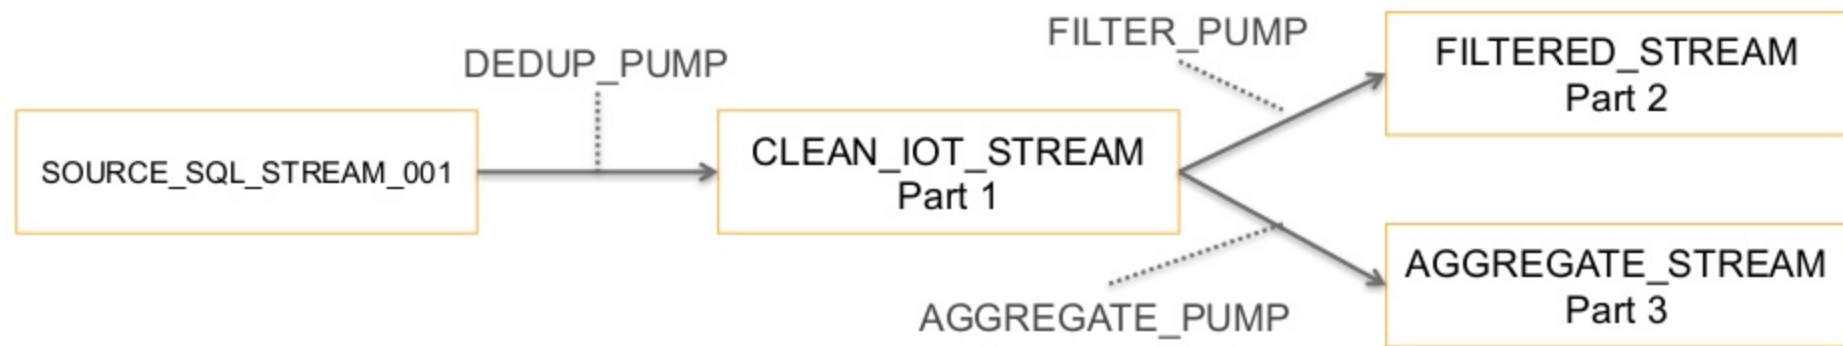 DEDUP_PUMP
SOURCE_SQL_STREAM_001
CLEAN_IOT_STREAM
Part 1
FILTER_PUMP
AGGREGATE_PUMP
FILTERED_STREAM
Part 2
AGGREGATE_STREAM
Part 3